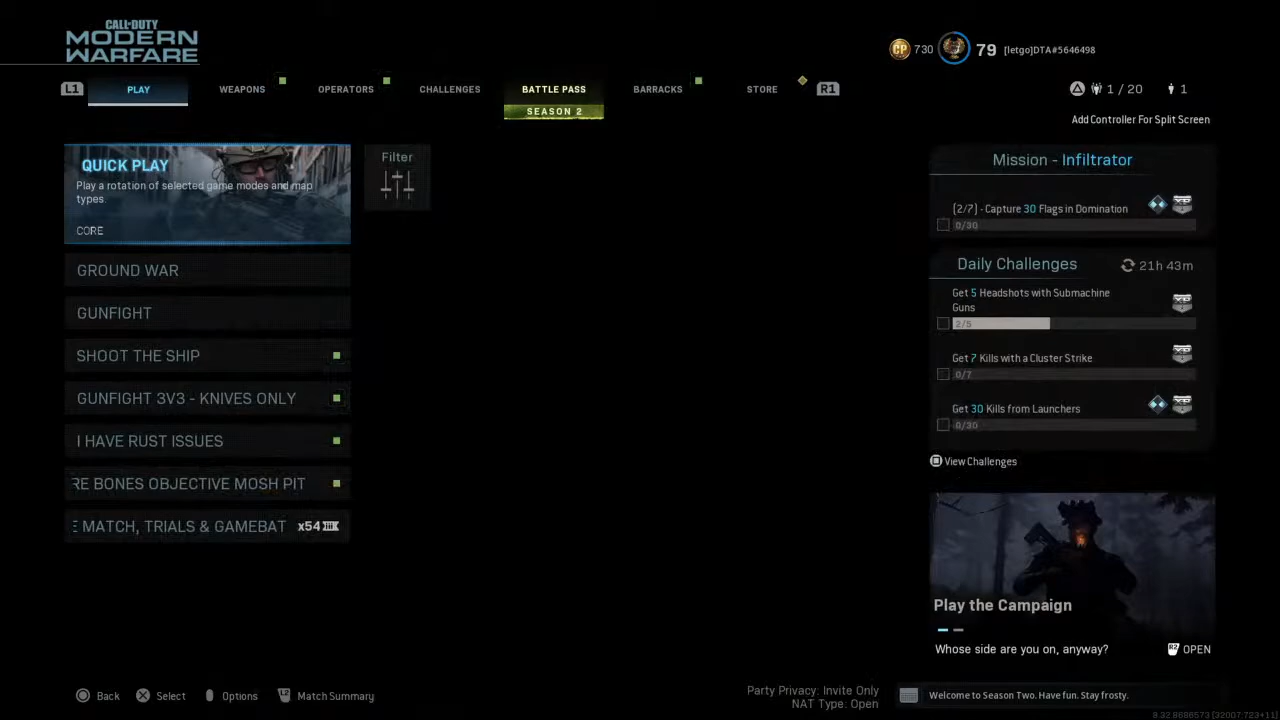 CALL OF DUTY
MODERN
WARFARE
CP 730 79 [letgo]DTA#5646498
L1 PLAY WEAPONS OPERATORS CHALLENGES BATTLE PASS BARRACKS STORE R1
SEASON 2
1 / 20 1
Add Controller For Split Screen
QUICK PLAY
Play a rotation of selected game modes and map
types.
CORE
Filter
GROUND WAR
GUNFIGHT
SHOOT THE SHIP
GUNFIGHT 3V3 - KNIVES ONLY
I HAVE RUST ISSUES
RE BONES OBJECTIVE MOSH PIT
E MATCH, TRIALS & GAMEBAT x54
Mission - Infiltrator
[2/7] - Capture 30 Flags in Domination
0/30
Daily Challenges 21h 43m
Get 5 Headshots with Submachine
Guns
2/5
Get 7 Kills with a Cluster Strike
0/7
Get 30 Kills from Launchers
0/30
View Challenges
Play the Campaign
Whose side are you on, anyway? R2 OPEN
Back Select Options L2 Match Summary
Party Privacy: Invite Only
NAT Type: Open
Welcome to Season Two. Have fun. Stay frosty.